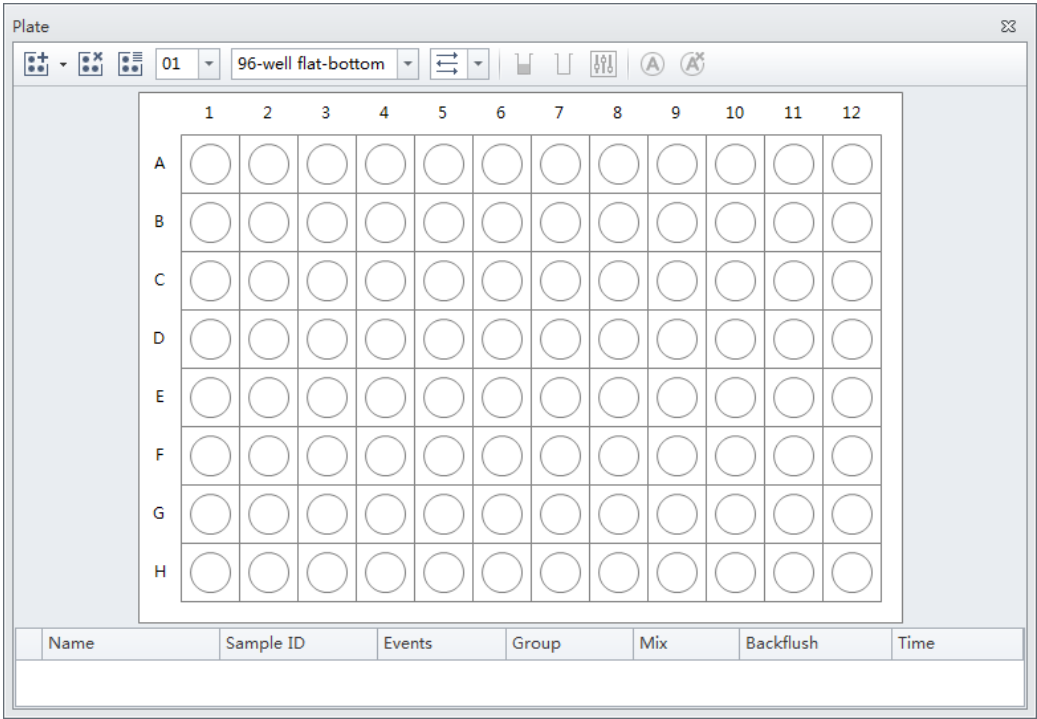 Plate
01 96-well flat-bottom
1 2 3 4 5 6 7 8 9 10 11 12
A
B
C
D
E
F
G
H
Name Sample ID Events Group Mix Backflush Time